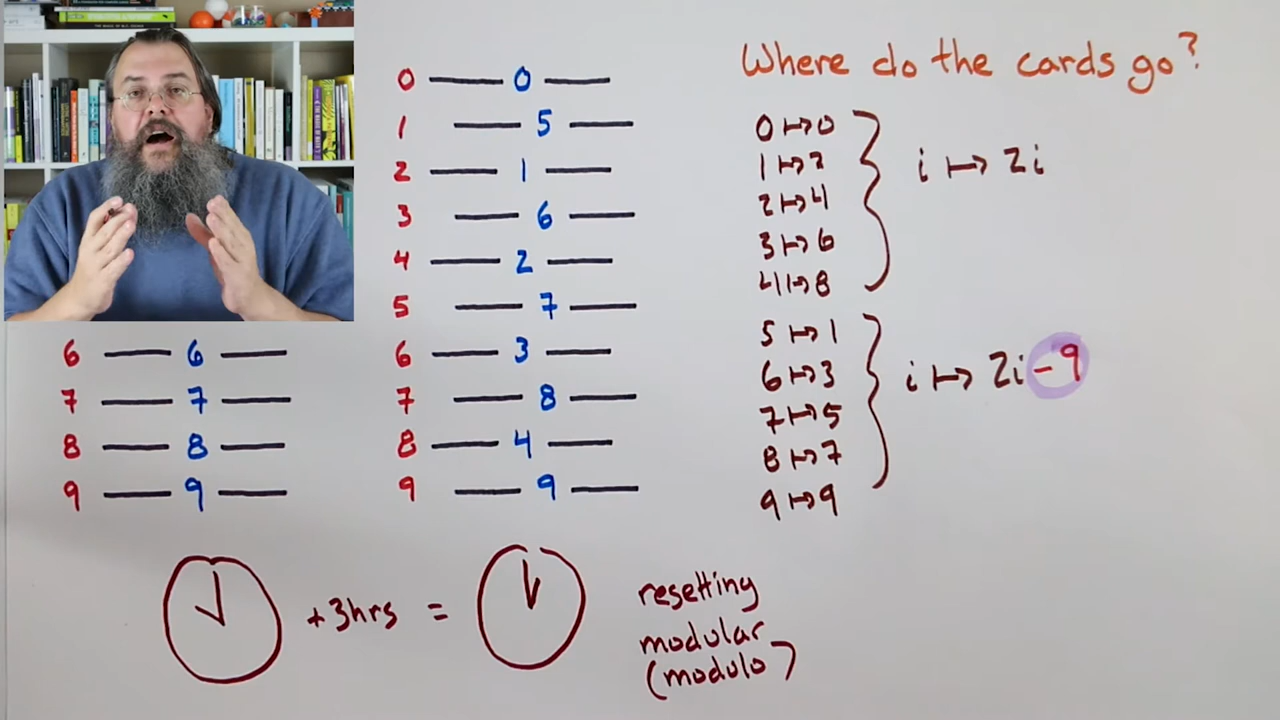 Where do the cards go?
0 0
1 5
2 1
3 6
4 2
5 7
6 3
7 8
8 4
9 9
6 6
7 7
8 8
9 9
0 ↦ 0
1 ↦ 2
2 ↦ 4
3 ↦ 6
4 ↦ 8
i ↦ 2i
5 ↦ 1
6 ↦ 3
7 ↦ 5
8 ↦ 7
9 ↦ 9
i ↦ 2i - 9
+3hrs =
resetting
modular
(modulo)